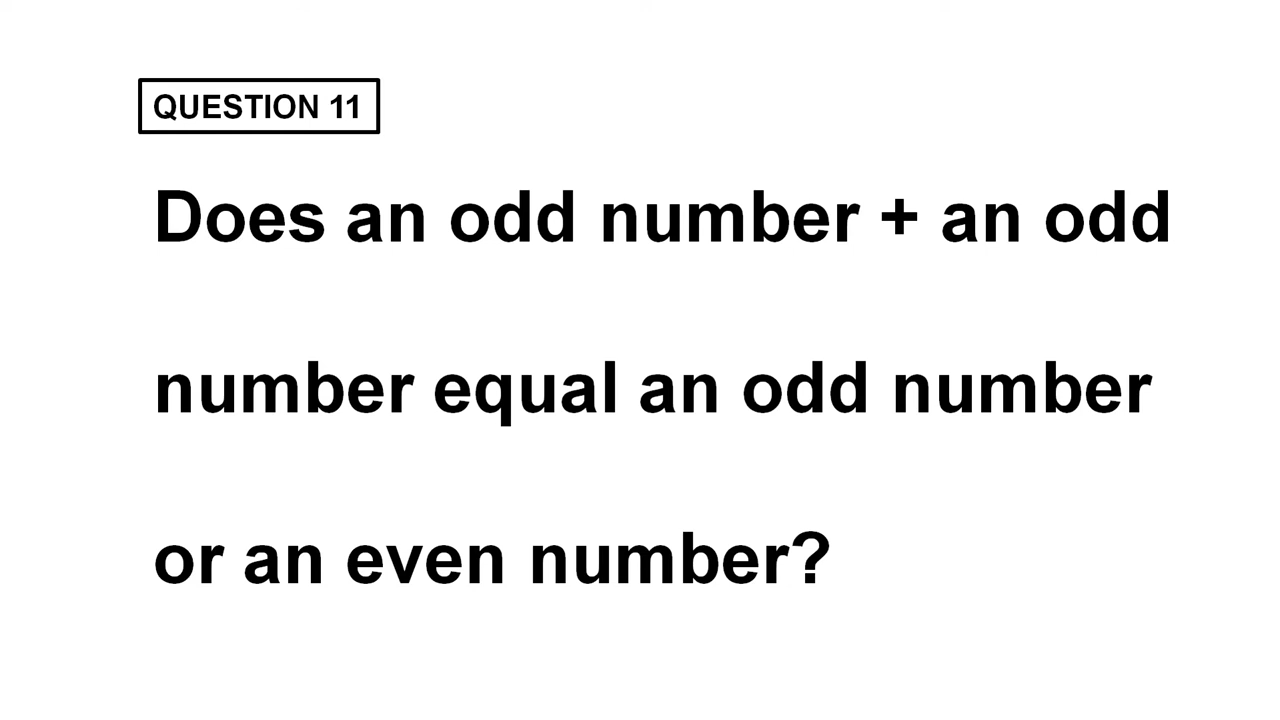 QUESTION 11
Does an odd number + an odd
number equal an odd number
or an even number?